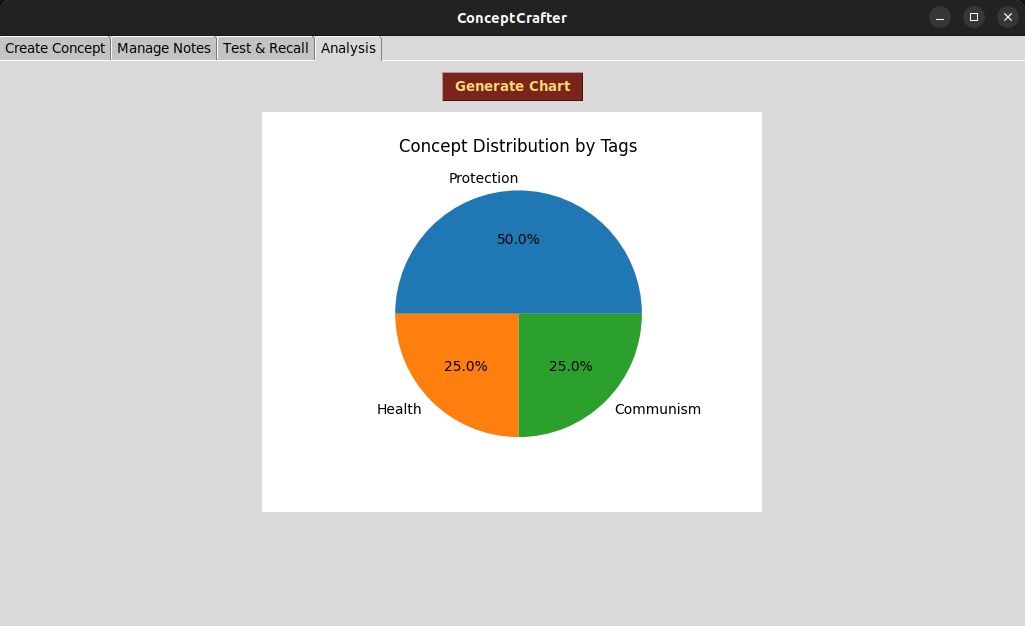 ConceptCrafter
Create Concept Manage Notes Test & Recall Analysis
Generate Chart
Concept Distribution by Tags
Protection
50.0%
25.0% 25.0%
Health Communism